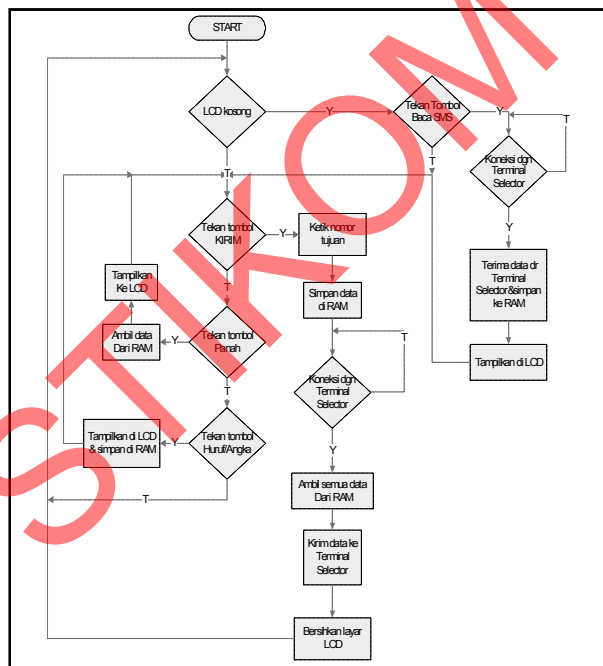 START
LCD kosong
Y
Tekan Tombol
Baca SMS
Y
T
Koneksi dgn
Terminal
Selector
T
T
Y
Tekan tombol
KIRIM
Y
Ketik nomor
tujuan
Terima data dr
Terminal
Selector&simpan
ke RAM
Tampilkan
Ke LCD
T
Simpan data
di RAM
Ambil data
Dari RAM
Y
Tekan tombol
Panah
T
Koneksi dgn
Terminal
Selector
Tampilkan di LCD
T
Tampilkan di LCD
& simpan di RAM
Y
Tekan tombol
Huruf/Angka
Y
T
Ambil semua data
Dari RAM
Kirim data ke
Terminal
Selector
Bersihkan layar
LCD
STIKOM